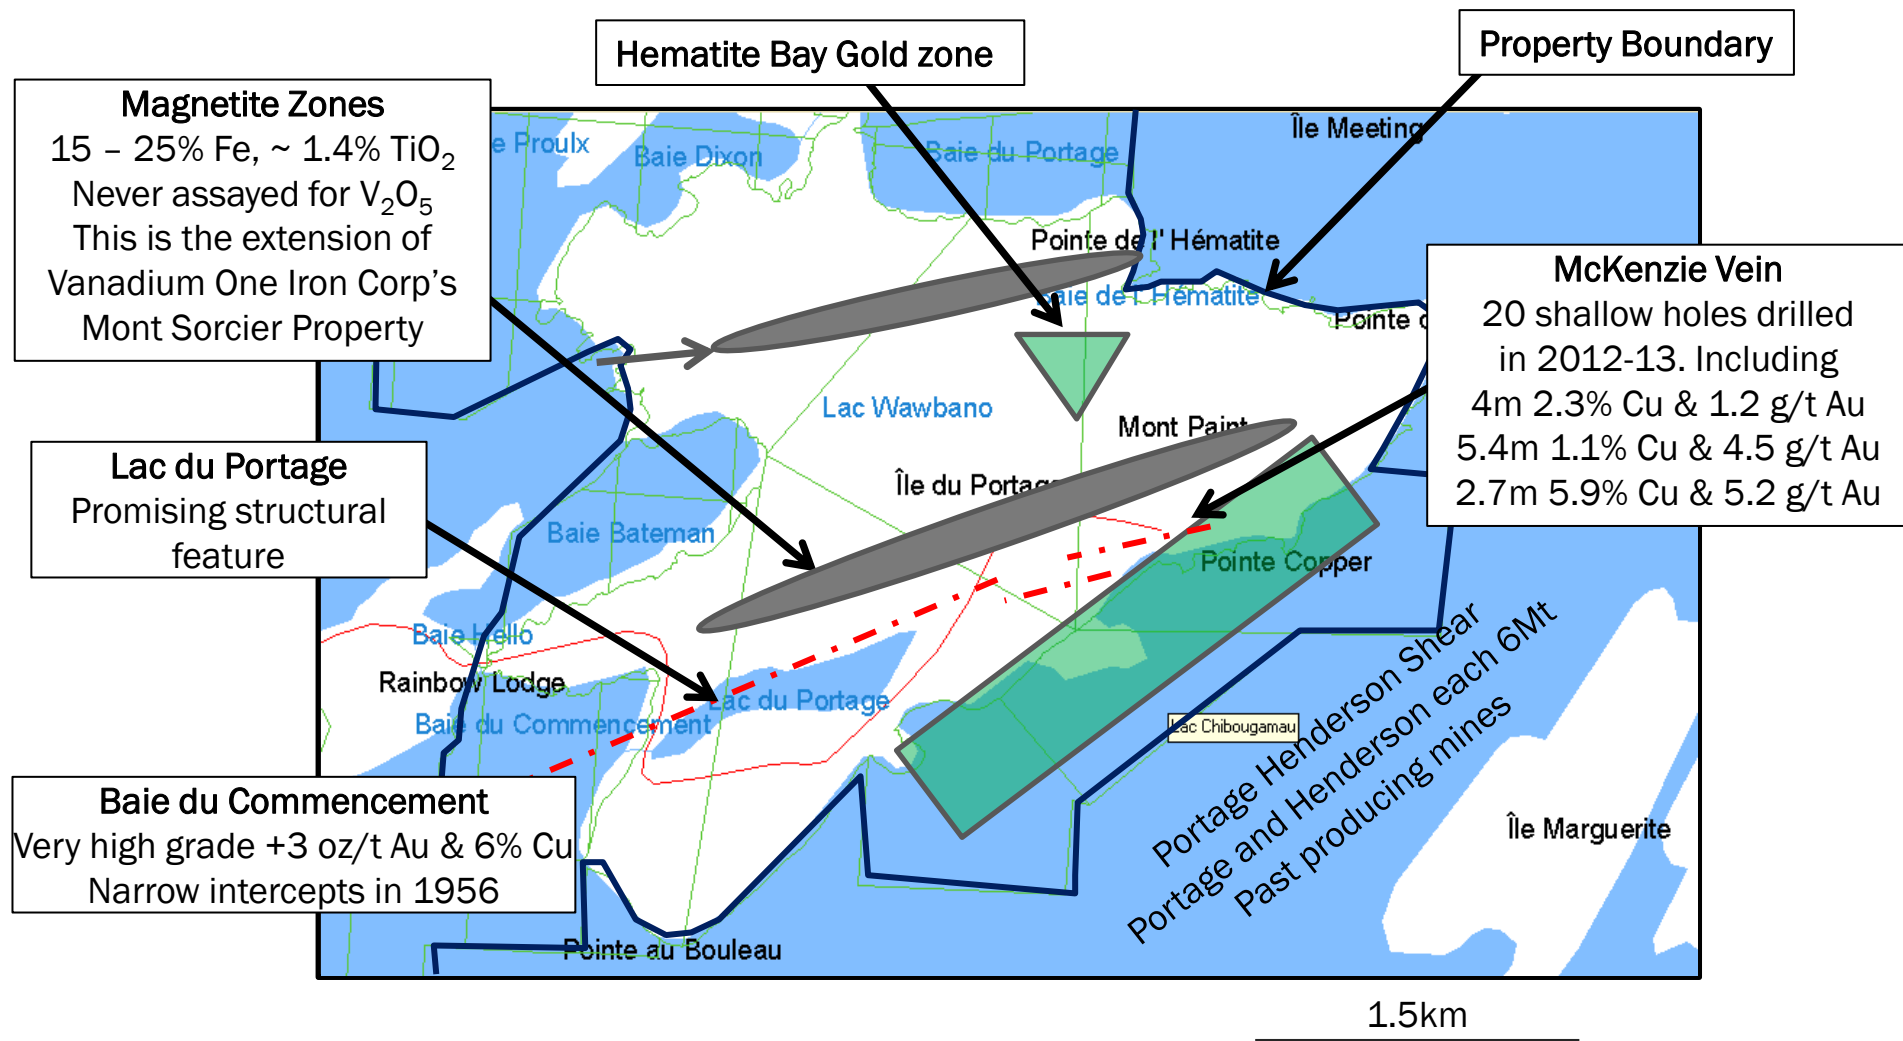 Hematite Bay Gold zone
Property Boundary
Magnetite Zones
15 – 25% Fe, ~ 1.4% TiO₂
Never assayed for V₂O₅
This is the extension of
Vanadium One Iron Corp's
Mont Sorcier Property
e Proulx
Baie Dixon
Baie du Portage
Île Meeting
Pointe de l' Hématite
Baie de l' Hématite
Pointe
McKenzie Vein
20 shallow holes drilled
in 2012-13. Including
4m 2.3% Cu & 1.2 g/t Au
5.4m 1.1% Cu & 4.5 g/t Au
2.7m 5.9% Cu & 5.2 g/t Au
Lac Wawbano
Mont Paint
Île du Portage
Lac du Portage
Promising structural
feature
Baie Bateman
Pointe Copper
Baie Hello
Rainbow Lodge
Baie du Commencement
Lac du Portage
Lac Chibougamau
Portage Henderson Shear
Portage and Henderson each 6Mt
Past producing mines
Baie du Commencement
Very high grade +3 oz/t Au & 6% Cu
Narrow intercepts in 1956
Île Marguerite
Pointe au Bouleau
1.5km